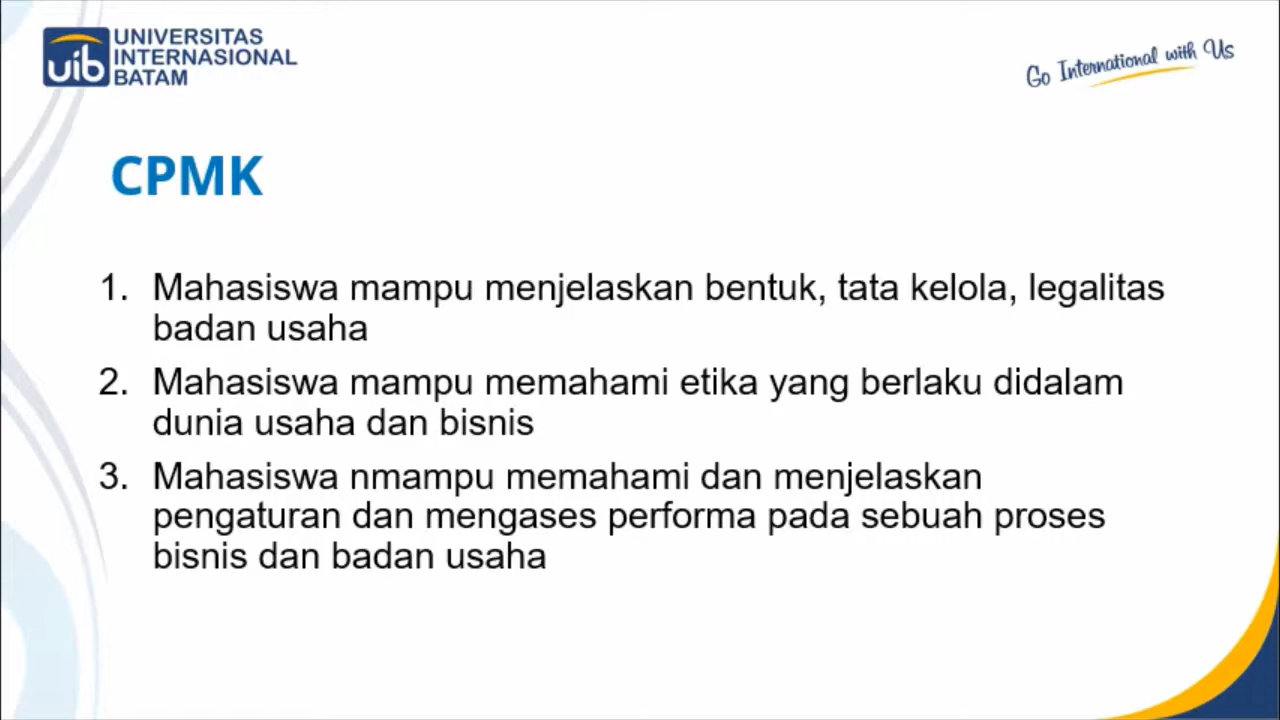 UNIVERSITAS
INTERNASIONAL
BATAM
uib
Go International with Us
CPMK
1. Mahasiswa mampu menjelaskan bentuk, tata kelola, legalitas
badan usaha
2. Mahasiswa mampu memahami etika yang berlaku didalam
dunia usaha dan bisnis
3. Mahasiswa nmampu memahami dan menjelaskan
pengaturan dan mengases performa pada sebuah proses
bisnis dan badan usaha